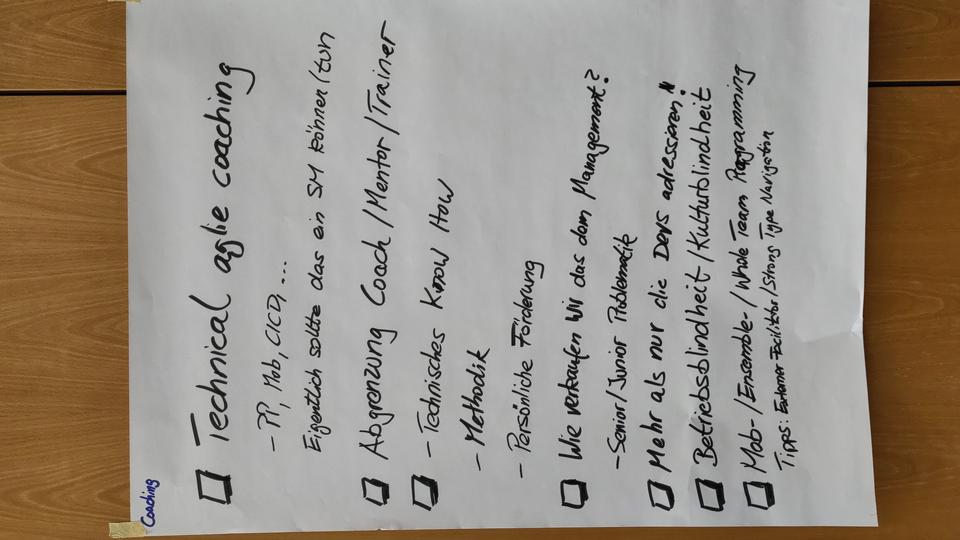 Coaching
Technical aglie coaching
- PP, Mob, CICD, ...
Eigentlich sollte das ein SM können/tun
Abgrenzung Coach / Mentor / Trainer
- Technisches Know How
- Methodik
- Persönliche Förderung
Wie verkaufen wir das dem Management?
- Senior/Junior Problematik
Mehr als nur die Devs adressieren!
Betriebsblindheit / Kulturblindheit
Mob- / Ensemble- / Whole Team Programming
Tipps: Externer Facilitator / Strong Type Navigation